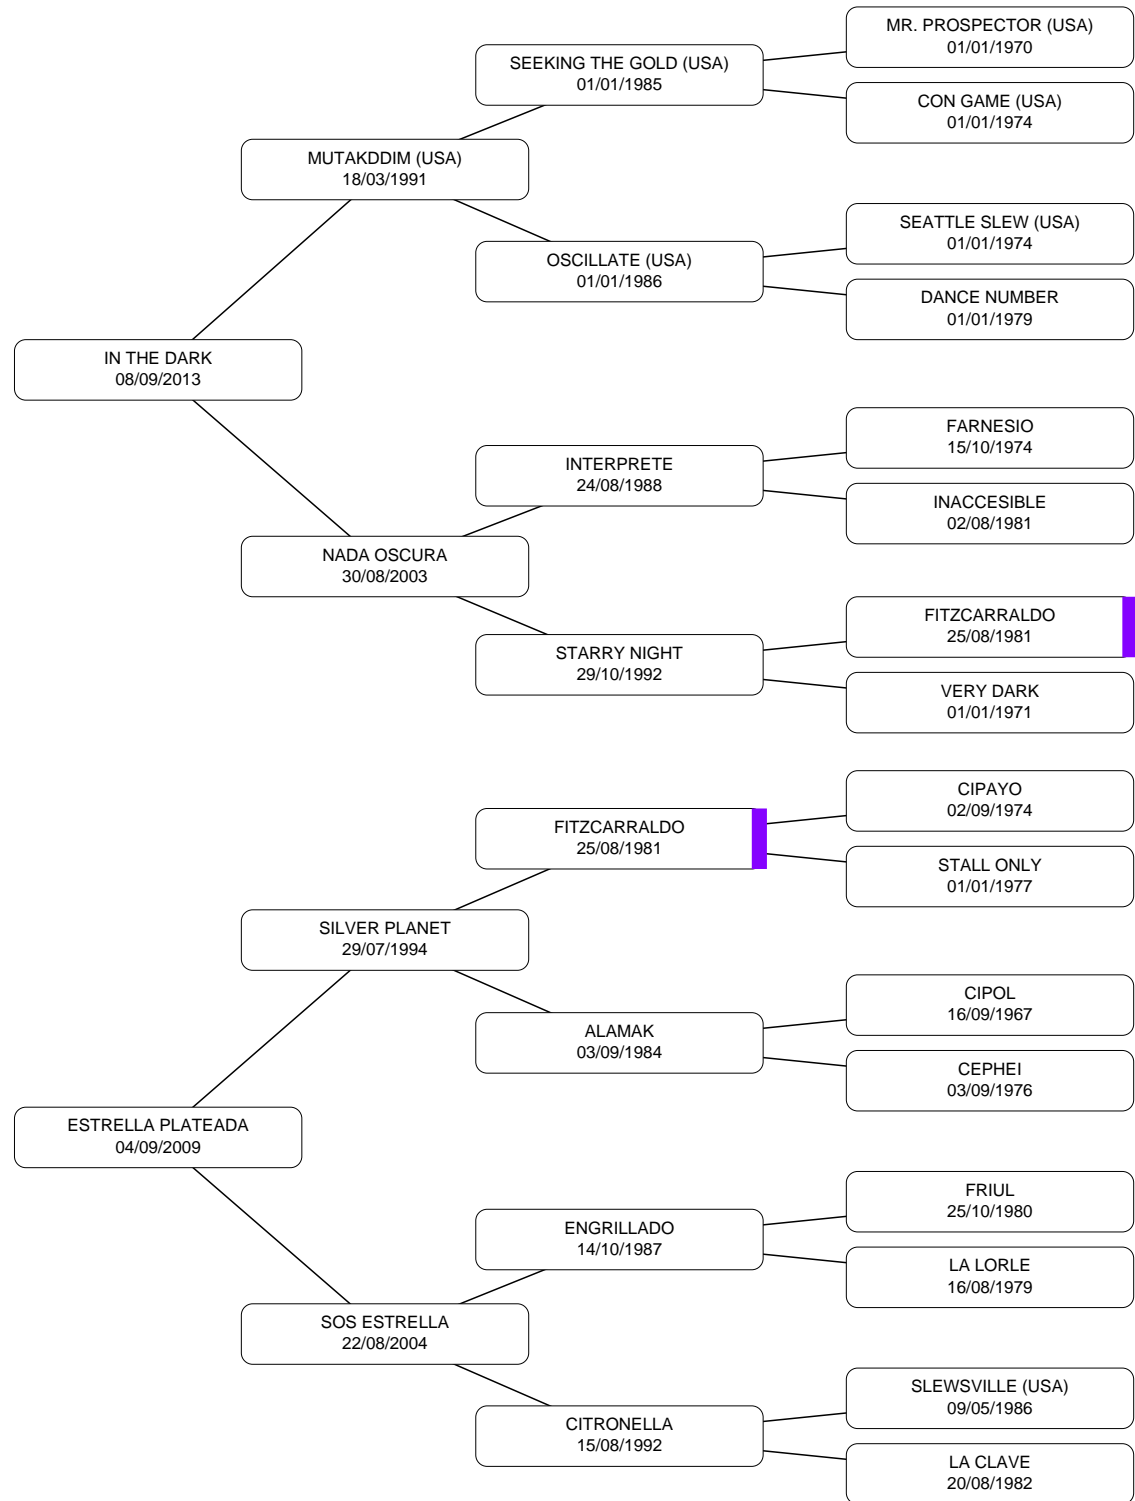 MR. PROSPECTOR (USA)
01/01/1970
SEEKING THE GOLD (USA)
01/01/1985
CON GAME (USA)
01/01/1974
MUTAKDDIM (USA)
18/03/1991
SEATTLE SLEW (USA)
01/01/1974
OSCILLATE (USA)
01/01/1986
DANCE NUMBER
01/01/1979
IN THE DARK
08/09/2013
FARNESIO
15/10/1974
INTERPRETE
24/08/1988
INACCESIBLE
02/08/1981
NADA OSCURA
30/08/2003
FITZCARRALDO
25/08/1981
STARRY NIGHT
29/10/1992
VERY DARK
01/01/1971
CIPAYO
02/09/1974
FITZCARRALDO
25/08/1981
STALL ONLY
01/01/1977
SILVER PLANET
29/07/1994
CIPOL
16/09/1967
ALAMAK
03/09/1984
CEPHEI
03/09/1976
ESTRELLA PLATEADA
04/09/2009
FRIUL
25/10/1980
ENGRILLADO
14/10/1987
LA LORLE
16/08/1979
SOS ESTRELLA
22/08/2004
SLEWSVILLE (USA)
09/05/1986
CITRONELLA
15/08/1992
LA CLAVE
20/08/1982